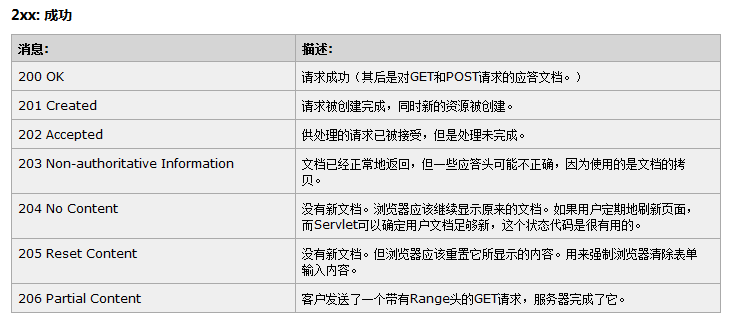 2xx: 成功
消息: 描述:
200 OK 请求成功（其后是对GET和POST请求的应答文档。）
201 Created 请求被创建完成，同时新的资源被创建。
202 Accepted 供处理的请求已被接受，但是处理未完成。
203 Non-authoritative Information 文档已经正常地返回，但一些应答头可能不正确，因为使用的是文档的拷
贝。
204 No Content 没有新文档。浏览器应该继续显示原来的文档。如果用户定期地刷新页面，
而Servlet可以确定用户文档足够新，这个状态代码是很有用的。
205 Reset Content 没有新文档。但浏览器应该重置它所显示的内容。用来强制浏览器清除表单
输入内容。
206 Partial Content 客户发送了一个带有Range头的GET请求，服务器完成了它。